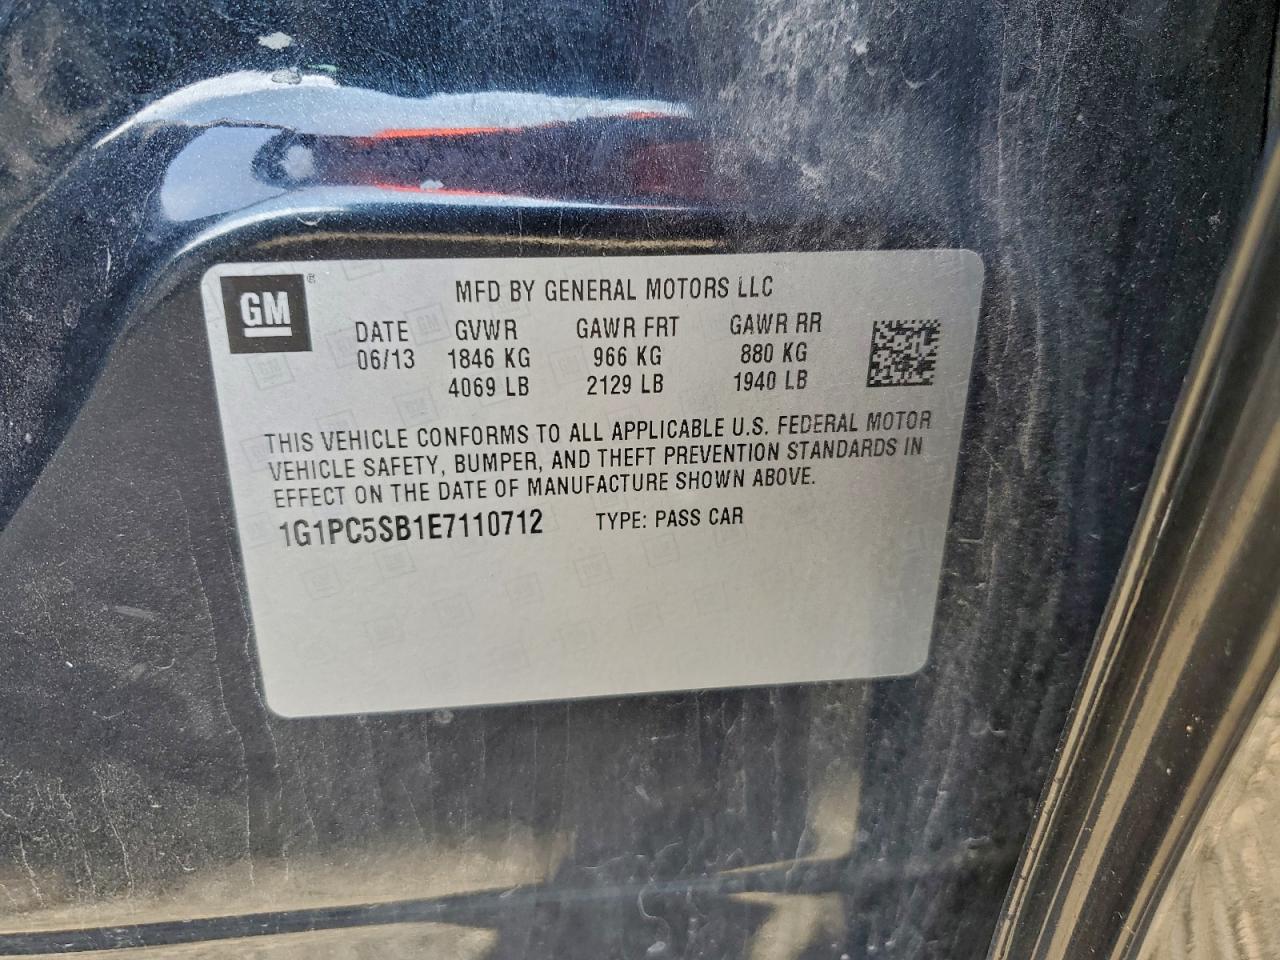 GM ®
MFD BY GENERAL MOTORS LLC
DATE GVWR GAWR FRT GAWR RR
06/13 1846 KG 966 KG 880 KG
4069 LB 2129 LB 1940 LB
THIS VEHICLE CONFORMS TO ALL APPLICABLE U.S. FEDERAL MOTOR
VEHICLE SAFETY, BUMPER, AND THEFT PREVENTION STANDARDS IN
EFFECT ON THE DATE OF MANUFACTURE SHOWN ABOVE.
1G1PC5SB1E7110712 TYPE: PASS CAR